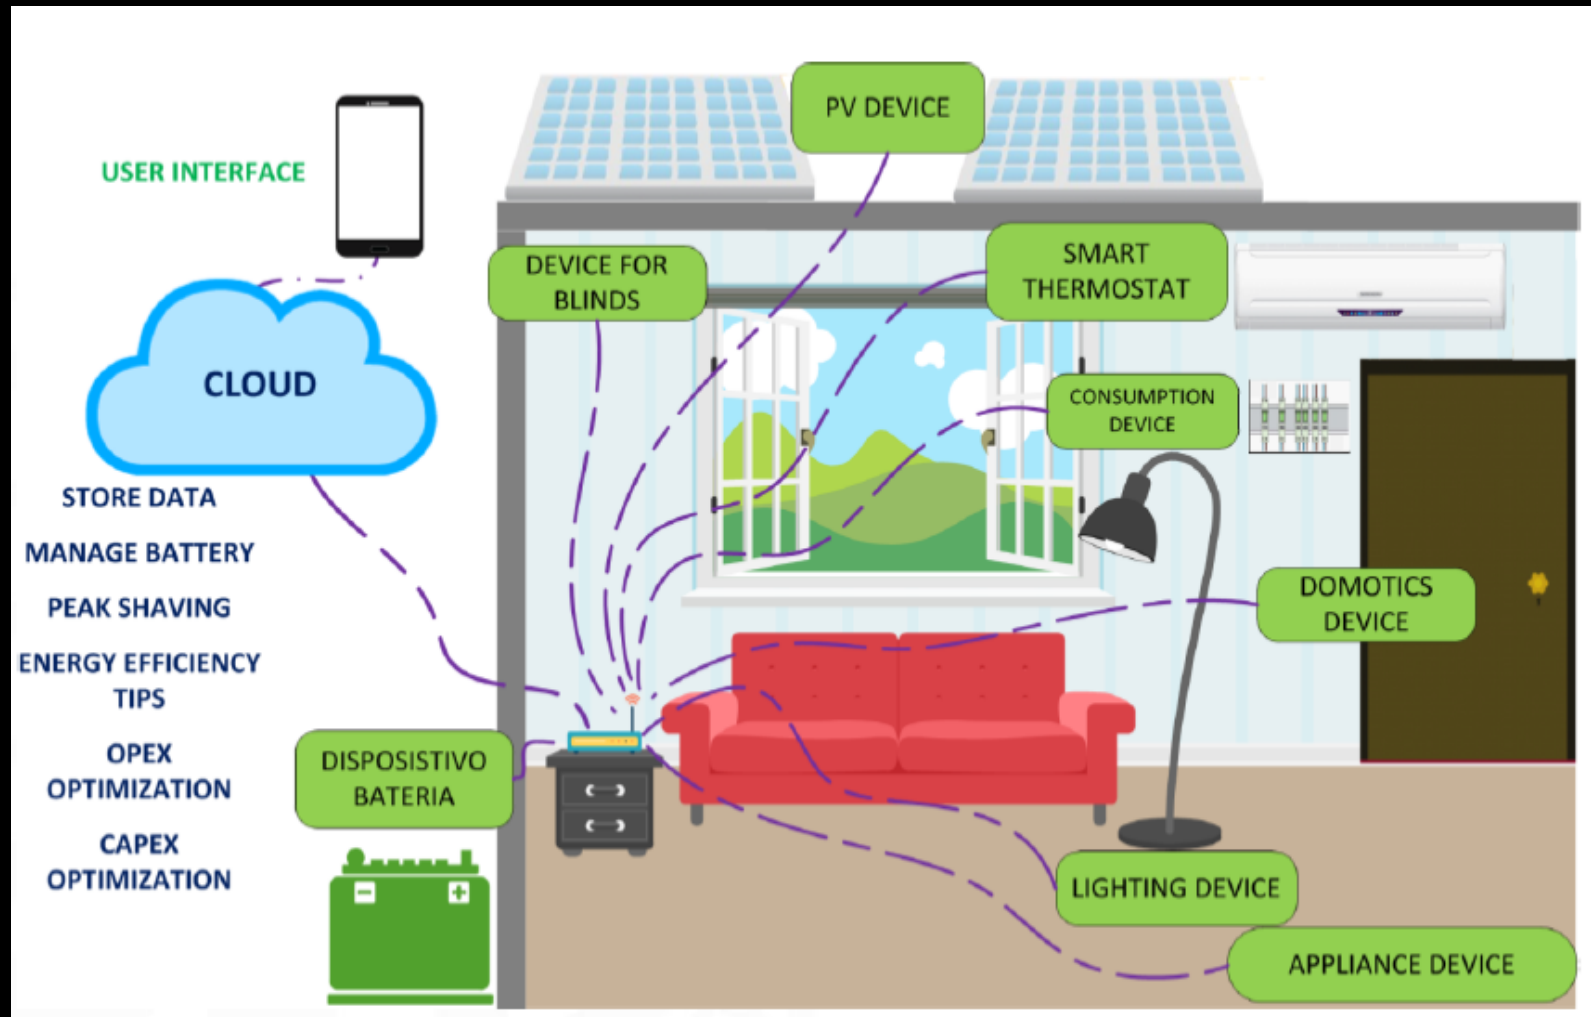 PV DEVICE
USER INTERFACE
DEVICE FOR
BLINDS
SMART
THERMOSTAT
CLOUD
CONSUMPTION
DEVICE
STORE DATA
MANAGE BATTERY
PEAK SHAVING
ENERGY EFFICIENCY
TIPS
OPEX
OPTIMIZATION
CAPEX
OPTIMIZATION
DOMOTICS
DEVICE
DISPOSISTIVO
BATERIA
LIGHTING DEVICE
APPLIANCE DEVICE